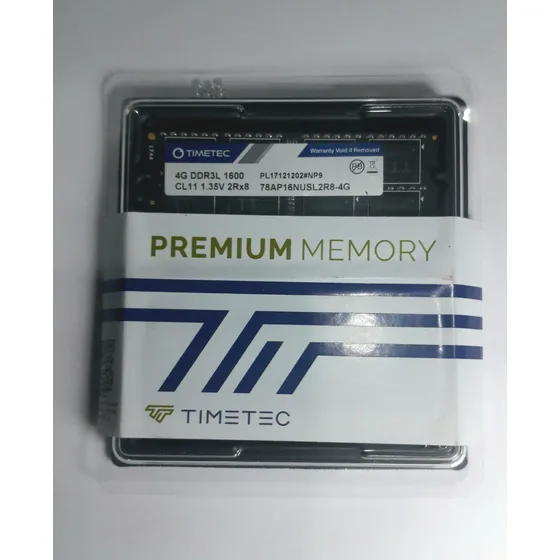 TIMETEC
Warranty Void if Removed
4G DDR3L 1600 PL17121202#NP9
CL11 1.35V 2Rx8 78AP16NUSL2R8-4G
PREMIUM MEMORY
TIMETEC